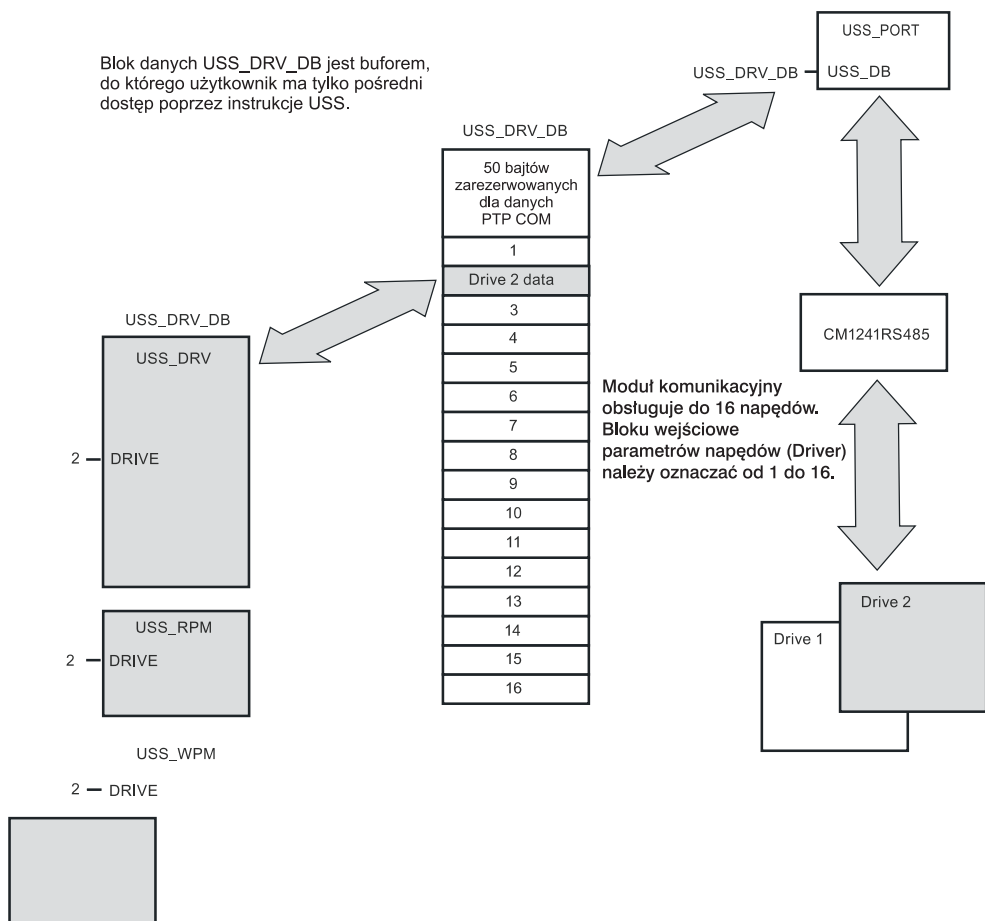 Blok danych USS_DRV_DB jest buforem,
do którego użytkownik ma tylko pośredni
dostęp poprzez instrukcje USS.
USS_PORT
USS_DRV_DB
USS_DB
USS_DRV_DB
50 bajtów
zarezerwowanych
dla danych
PTP COM
1
Drive 2 data
3
4
5
6
7
8
9
10
11
12
13
14
15
16
USS_DRV_DB
USS_DRV
2
DRIVE
USS_RPM
2
DRIVE
USS_WPM
2
DRIVE
CM1241RS485
Moduł komunikacyjny
obsługuje do 16 napędów.
Bloku wejściowe
parametrów napędów (Driver)
należy oznaczać od 1 do 16.
Drive 2
Drive 1